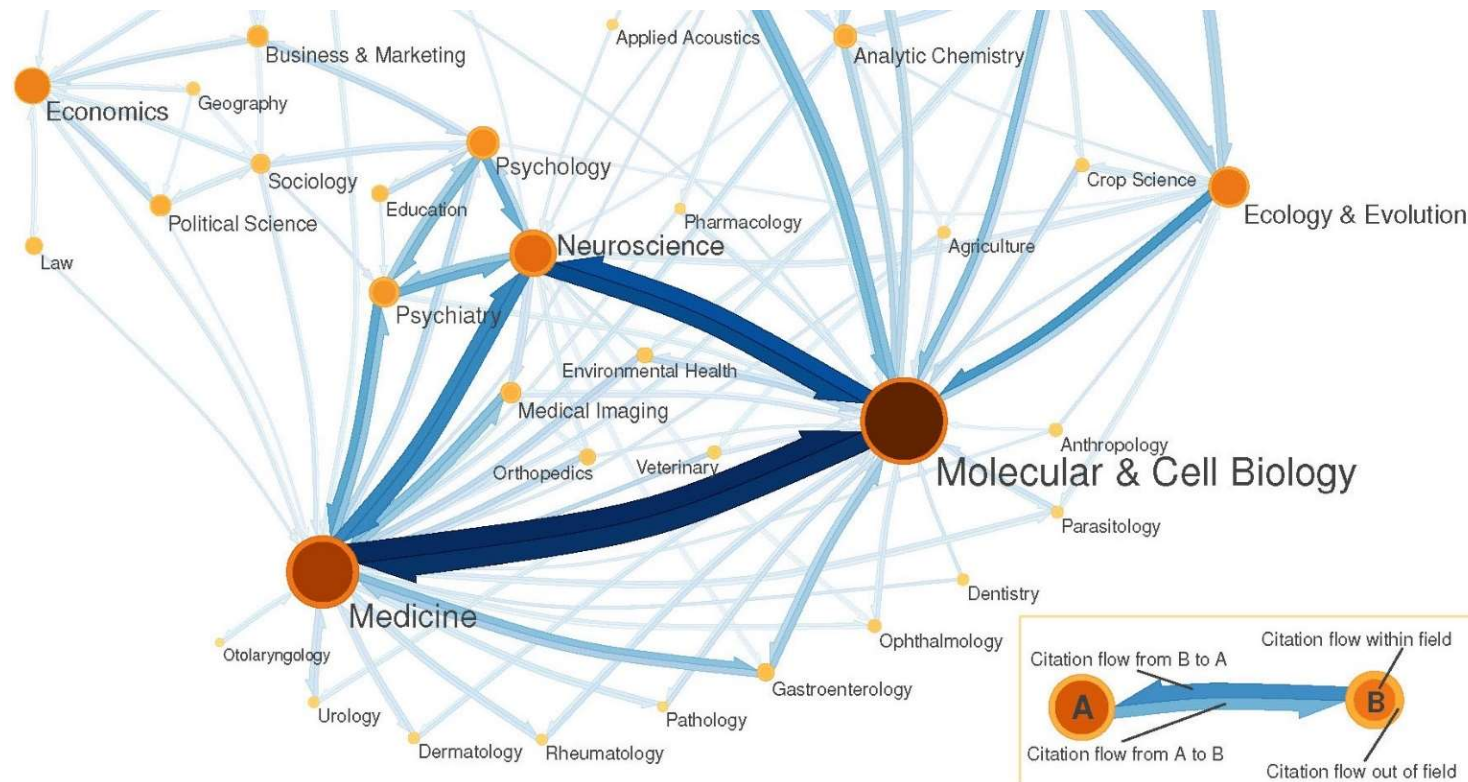 Applied Acoustics
Business & Marketing
Analytic Chemistry
Economics
Geography
Psychology
Sociology
Crop Science
Education
Political Science
Pharmacology
Ecology & Evolution
Neuroscience
Agriculture
Law
Psychiatry
Environmental Health
Medical Imaging
Anthropology
Orthopedics
Veterinary
Molecular & Cell Biology
Parasitology
Dentistry
Medicine
Ophthalmology
Otolaryngology
Gastroenterology
Urology
Pathology
Dermatology
Rheumatology
Citation flow within field
Citation flow from B to A
A
B
Citation flow from A to B
Citation flow out of field